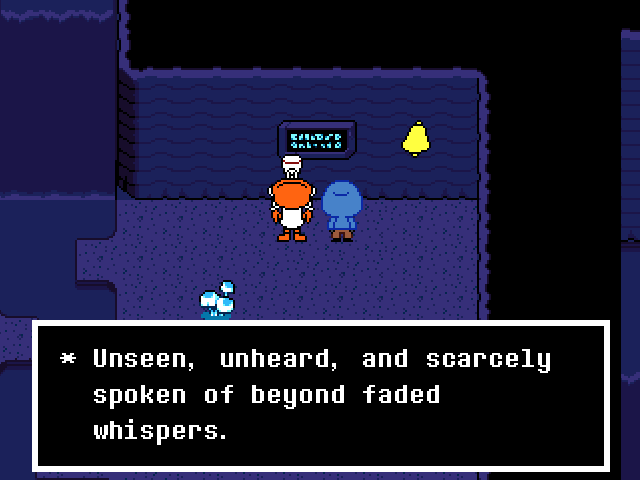 * Unseen, unheard, and scarcely
spoken of beyond faded
whispers.